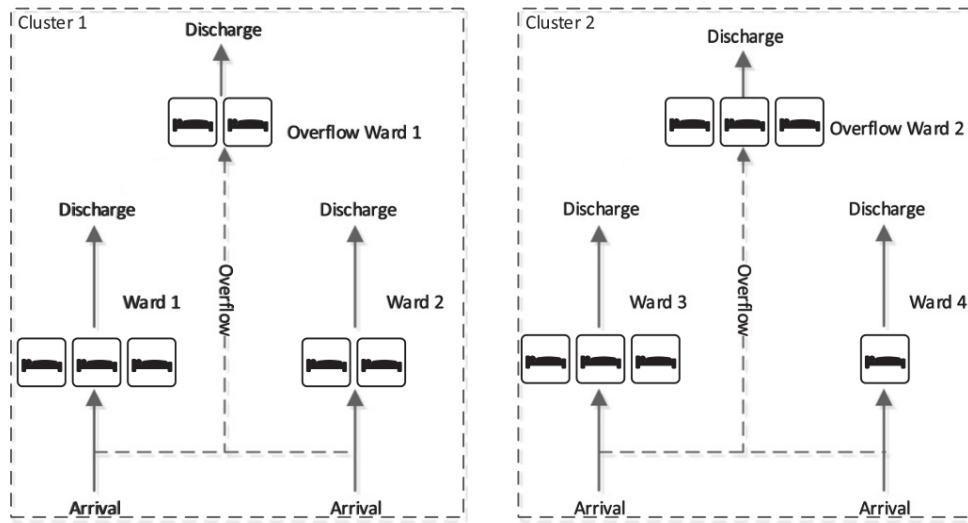 Cluster 1
Discharge
Overflow Ward 1
Discharge
Discharge
Overflow
Ward 1
Ward 2
Arrival
Arrival
Cluster 2
Discharge
Overflow Ward 2
Discharge
Discharge
Overflow
Ward 3
Ward 4
Arrival
Arrival